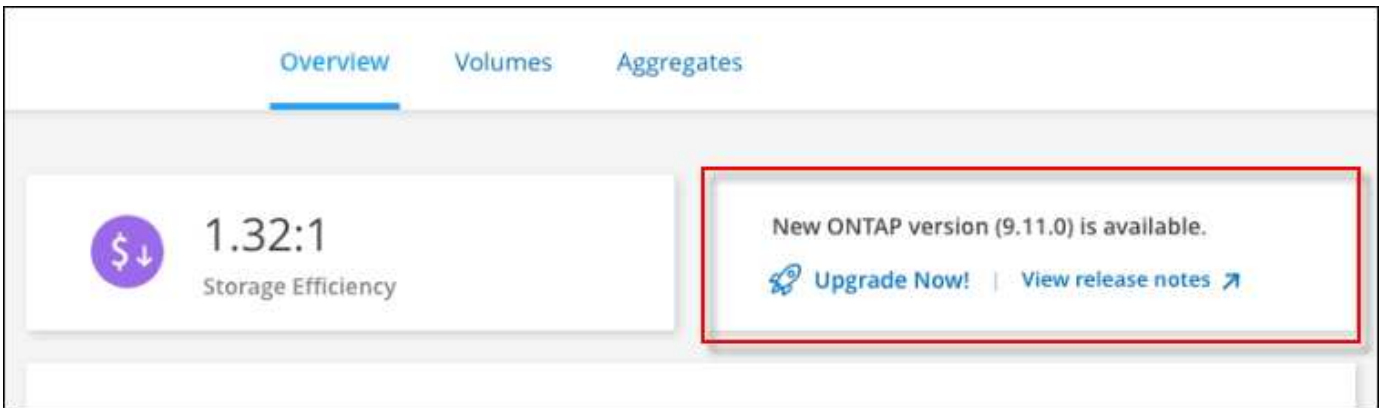 Overview Volumes Aggregates
1.32:1
Storage Efficiency
New ONTAP version (9.11.0) is available.
Upgrade Now! | View release notes